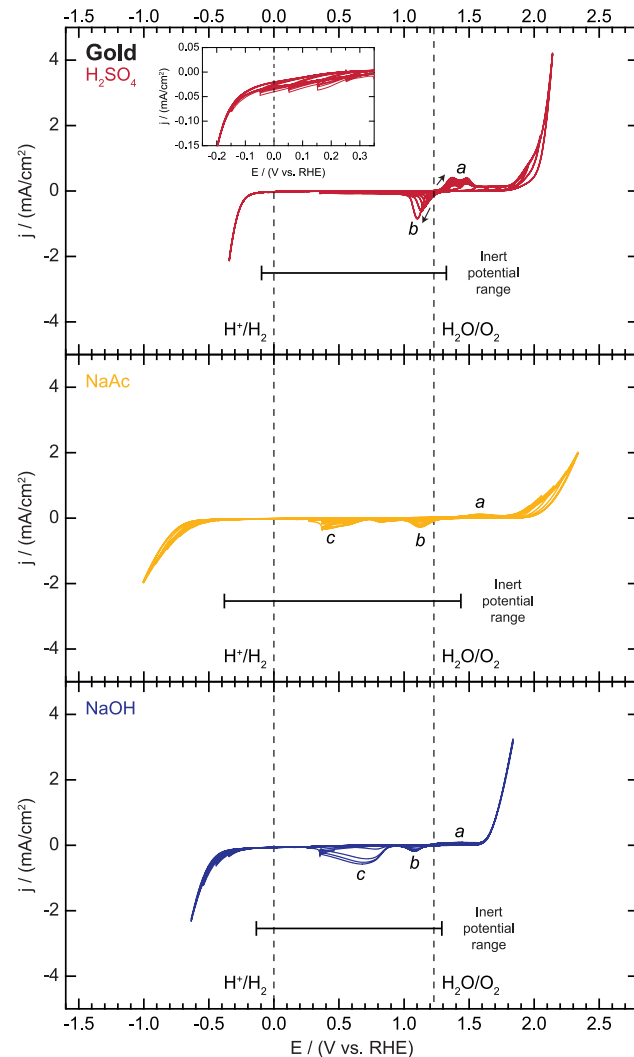 -1.5 -1.0 -0.5 0.0 0.5 1.0 1.5 2.0 2.5
Gold
H₂SO₄
j / (mA/cm²)
4
2
0
-2
-4
j / (mA/cm²)
0.05
0.00
-0.05
-0.10
-0.15
-0.2 -0.1 0.0 0.1 0.2 0.3
E / (V vs. RHE)
a
b
Inert
potential
range
H⁺/H₂
H₂O/O₂
NaAc
j / (mA/cm²)
4
2
0
-2
-4
a
c
b
Inert
potential
range
H⁺/H₂
H₂O/O₂
NaOH
j / (mA/cm²)
4
2
0
-2
-4
a
c
b
Inert
potential
range
H⁺/H₂
H₂O/O₂
-1.5 -1.0 -0.5 0.0 0.5 1.0 1.5 2.0 2.5
E / (V vs. RHE)